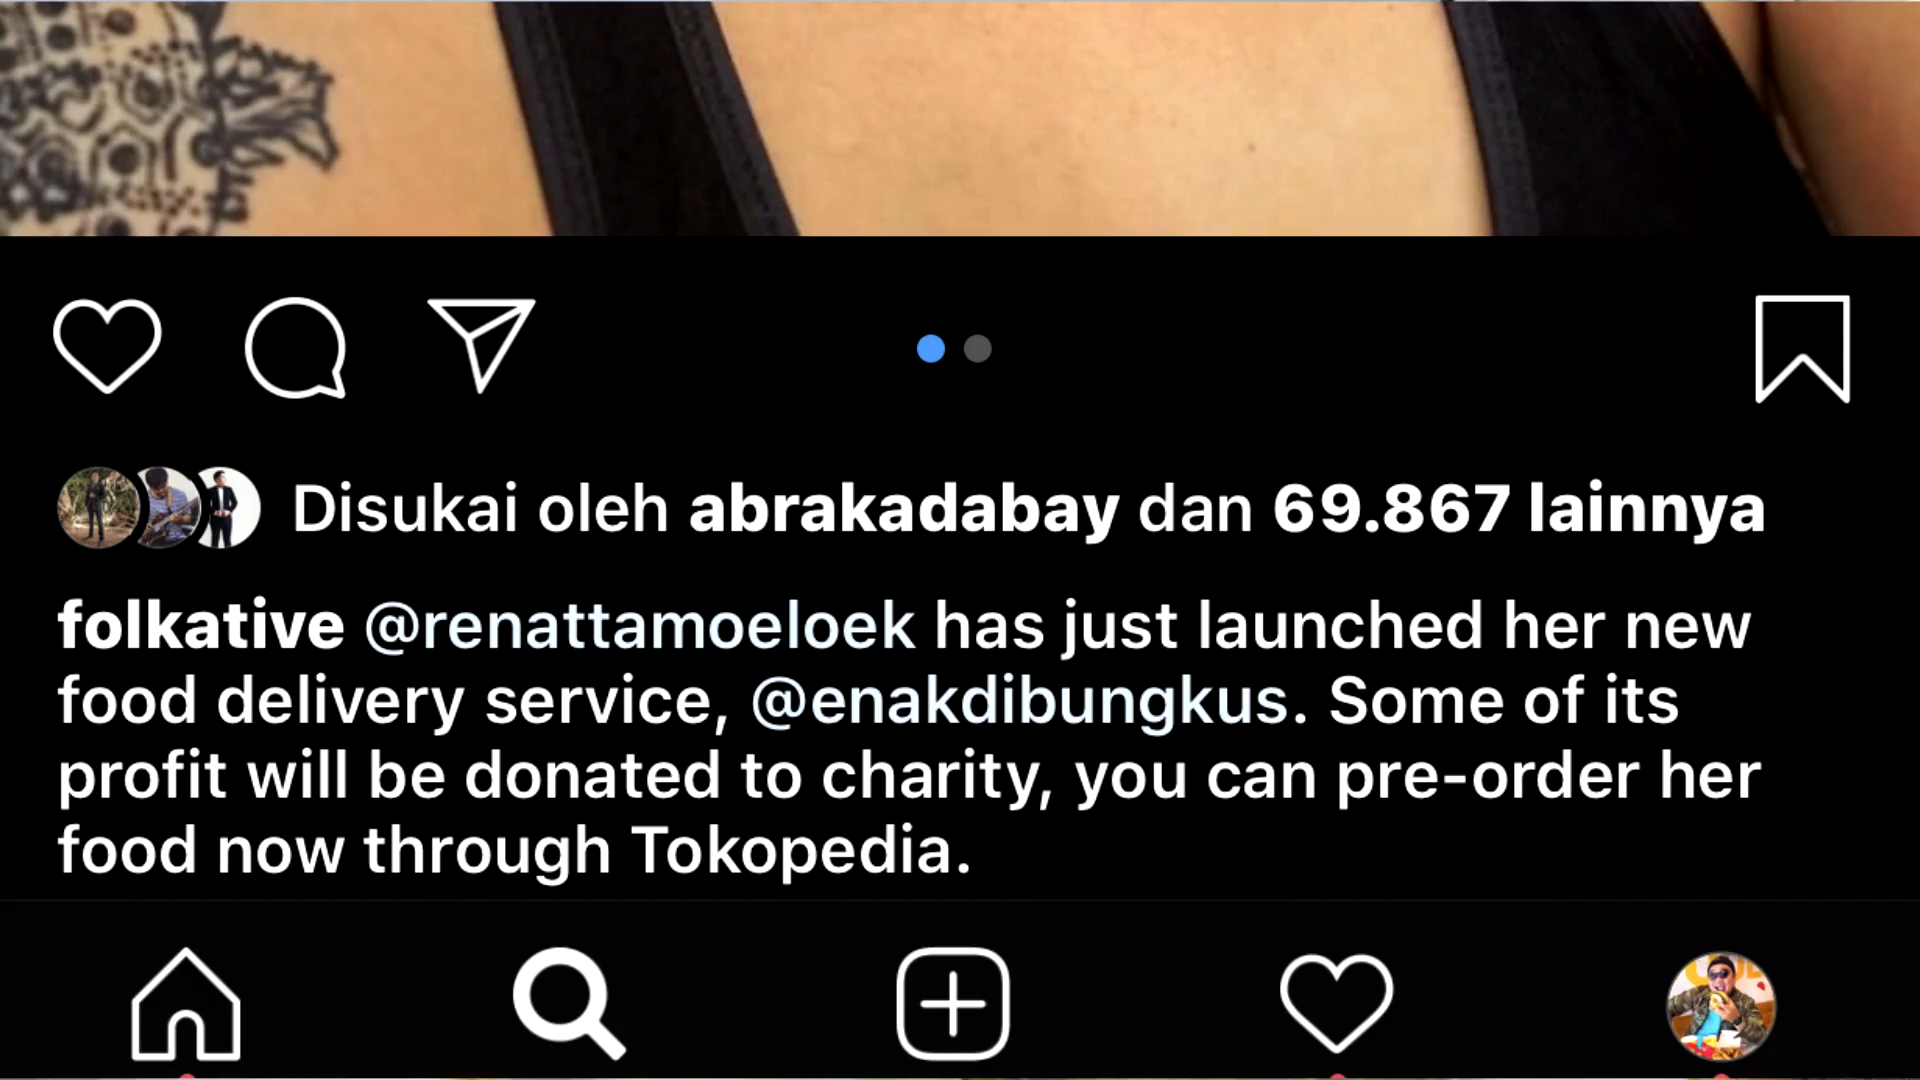 Disukai oleh abrakadabay dan 69.867 lainnya
folkative @renattamoeloek has just launched her new
food delivery service, @enakdibungkus. Some of its
profit will be donated to charity, you can pre-order her
food now through Tokopedia.